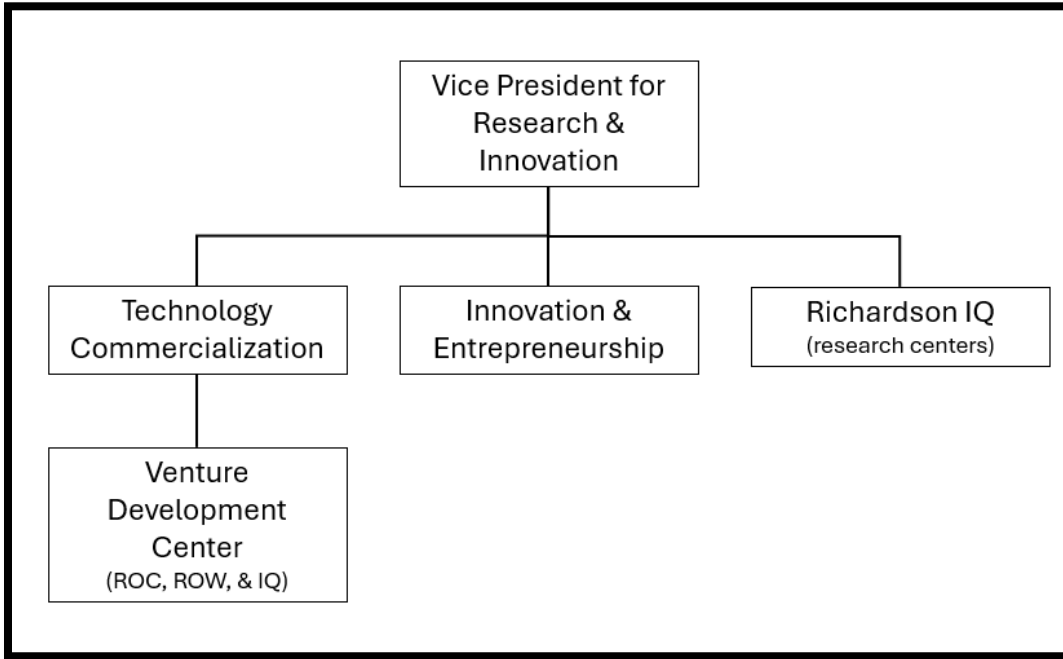 Vice President for
Research &
Innovation
Technology
Commercialization
Innovation &
Entrepreneurship
Richardson IQ
(research centers)
Venture
Development
Center
(ROC, ROW, & IQ)